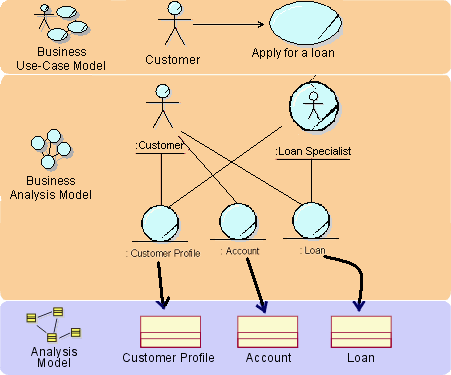 Business
Use-Case Model
Customer
Apply for a loan
:Customer
:Loan Specialist
Business
Analysis Model
: Customer Profile
: Account
: Loan
Analysis
Model
Customer Profile
Account
Loan